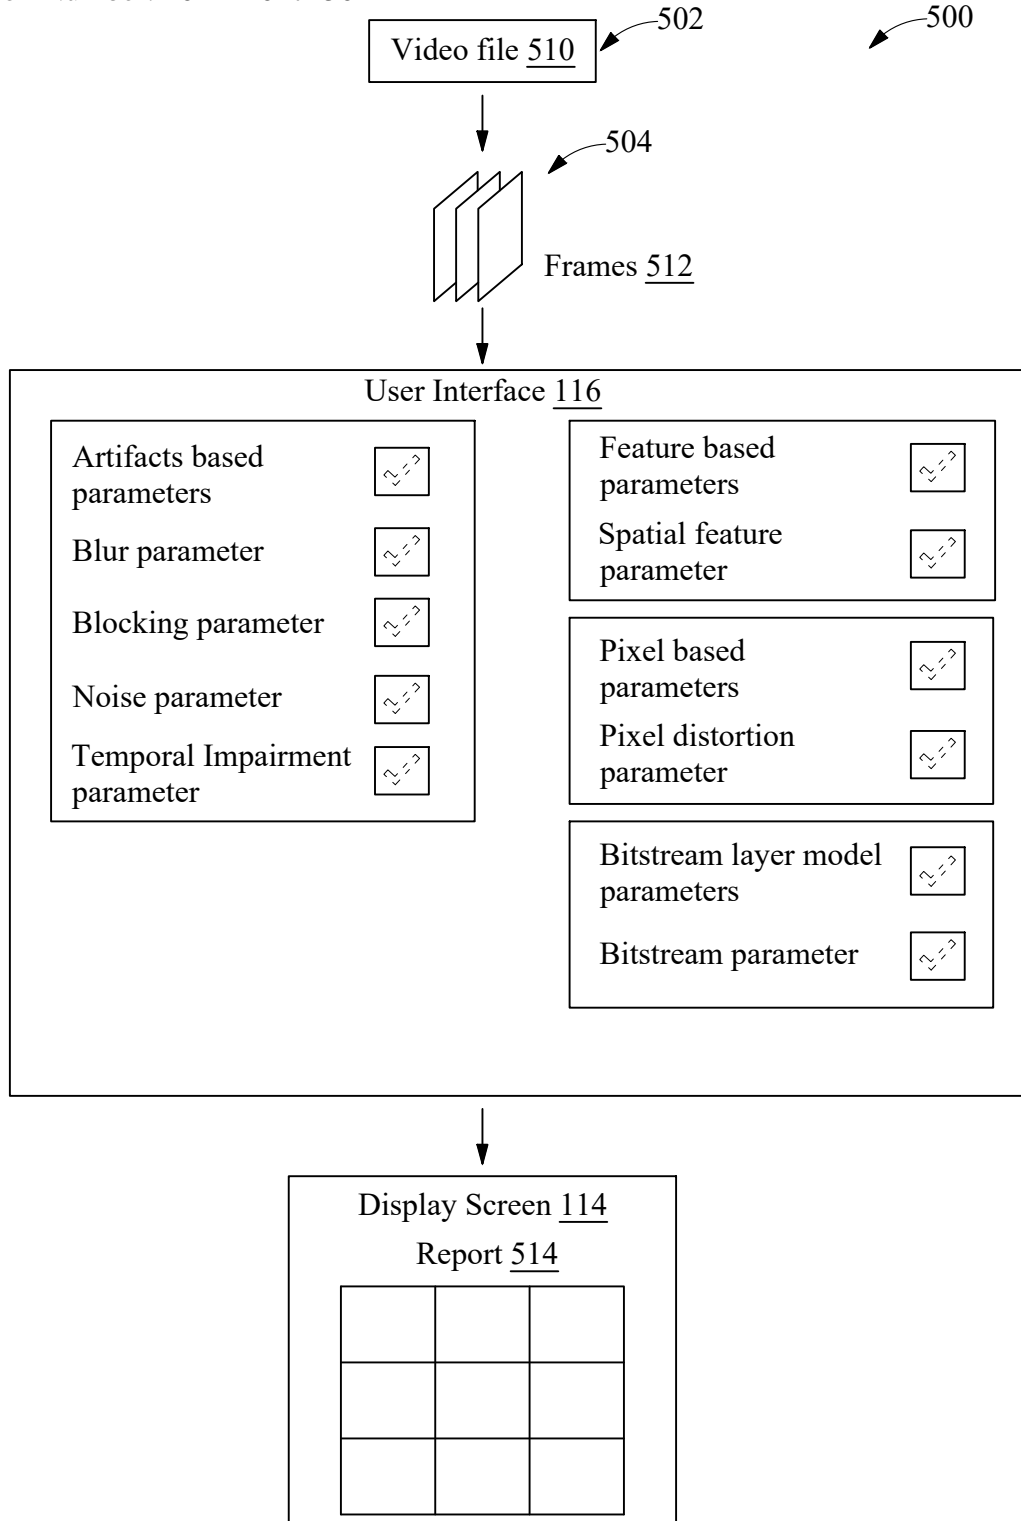 Video file 510
502
500
504
Frames 512
User Interface 116
Artifacts based
parameters
Blur parameter
Blocking parameter
Noise parameter
Temporal Impairment
parameter
Feature based
parameters
Spatial feature
parameter
Pixel based
parameters
Pixel distortion
parameter
Bitstream layer model
parameters
Bitstream parameter
Display Screen 114
Report 514